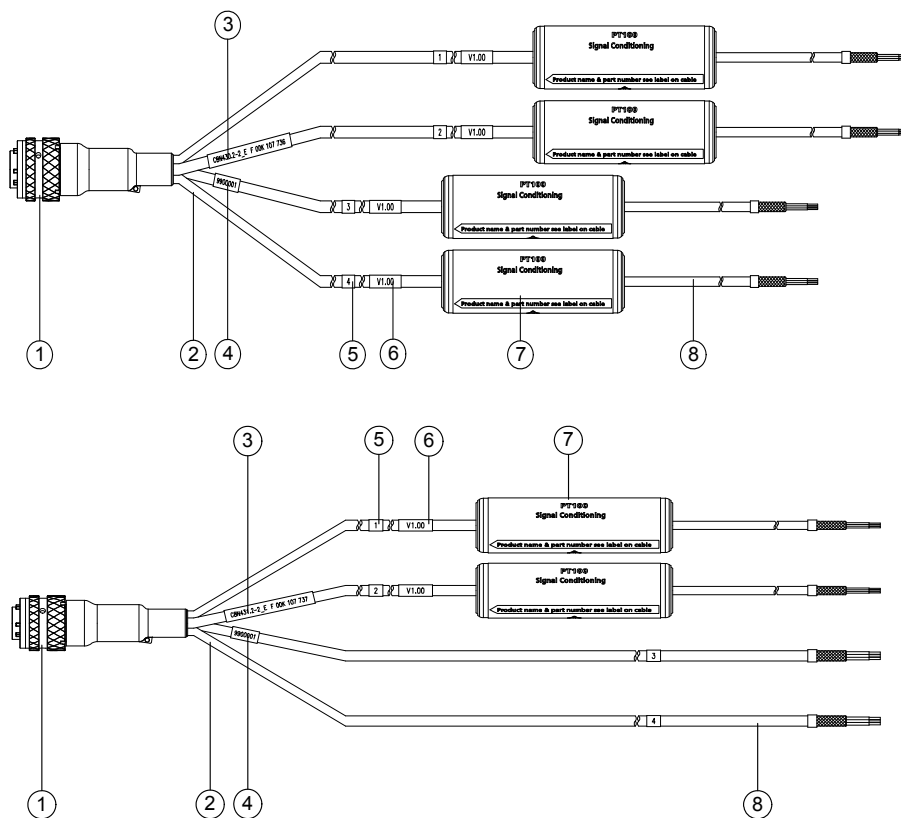 3
PT100
Signal Conditioning
1 V1.00
Product name & part number see label on cable
CBN430.2-2_E F 00K 107 736
2 V1.00
PT100
Signal Conditioning
Product name & part number see label on cable
9900001
3 V1.00
PT100
Signal Conditioning
Product name & part number see label on cable
4 V1.00
PT100
Signal Conditioning
Product name & part number see label on cable
1 2 4 5 6 7 8
3 5 6 7
1 V1.00
PT100
Signal Conditioning
Product name & part number see label on cable
CBN431.2-2_E F 00K 107 737
2 V1.00
PT100
Signal Conditioning
Product name & part number see label on cable
9900001
3
4
1 2 4 8